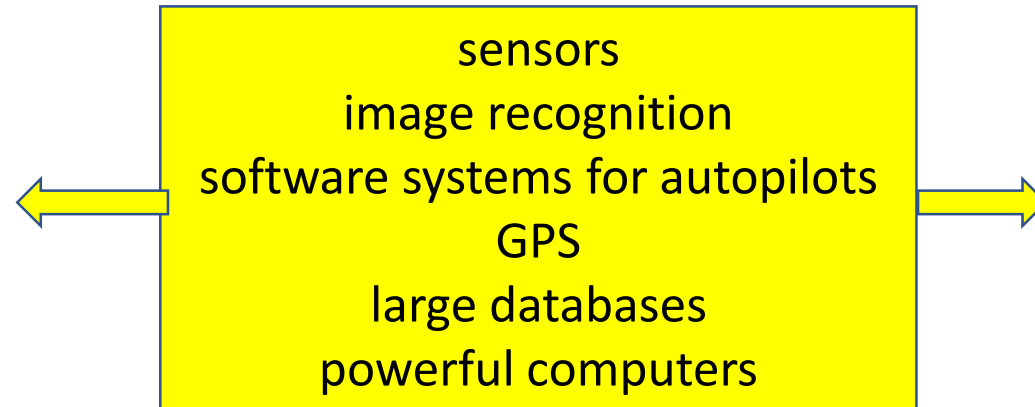 sensors
image recognition
software systems for autopilots
GPS
large databases
powerful computers